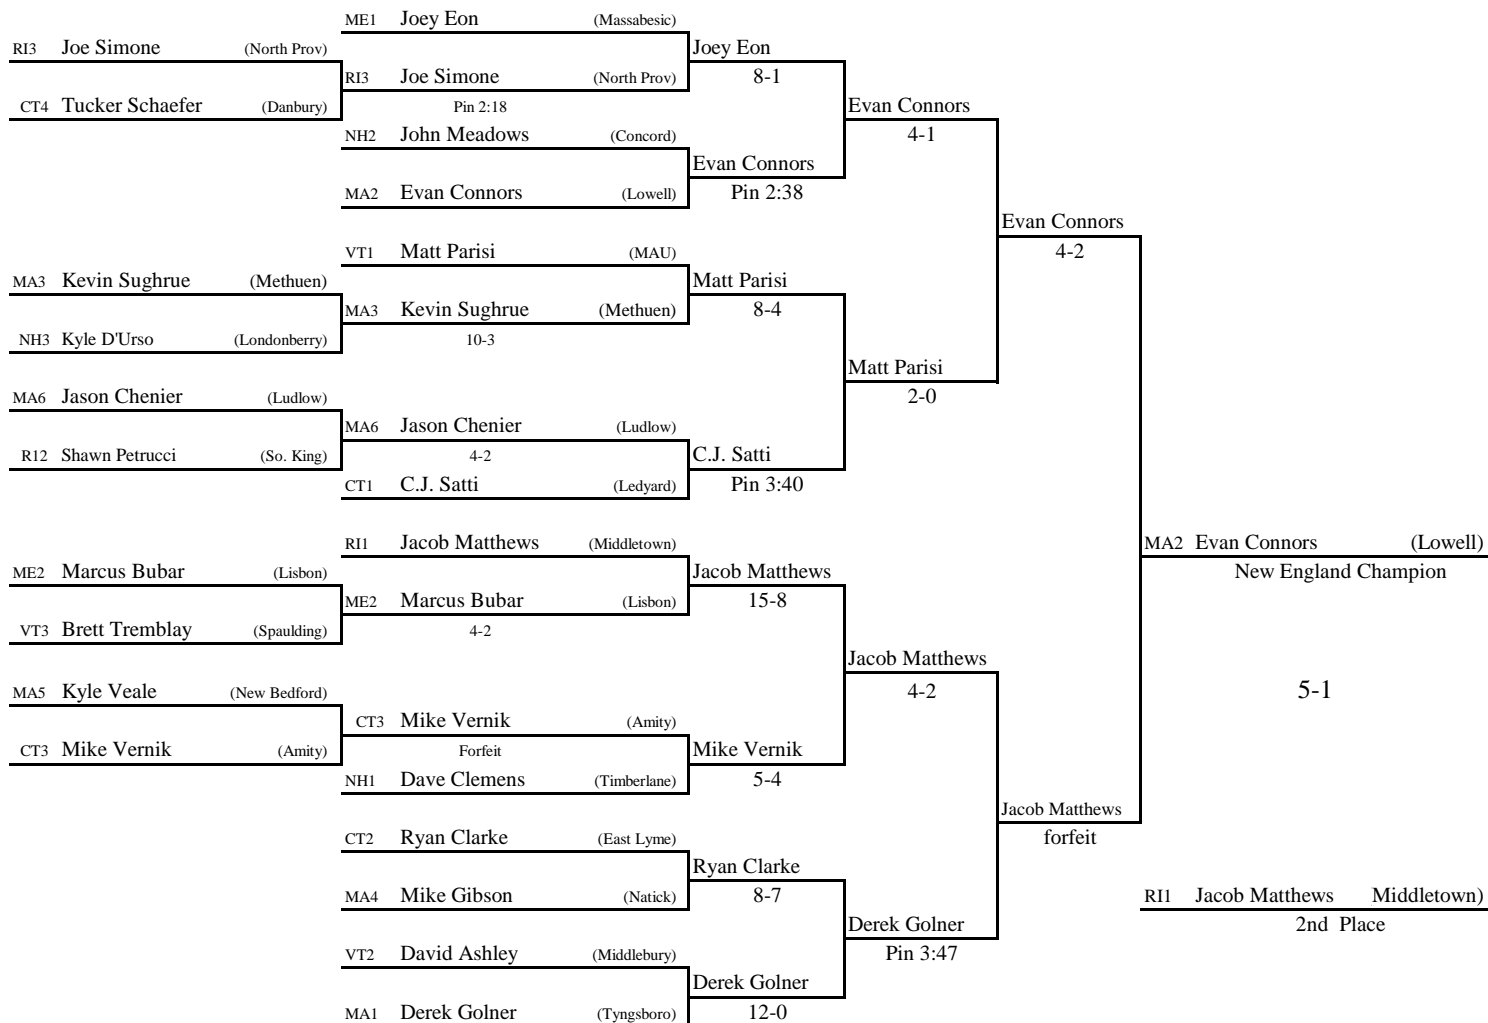 ME1 Joey Eon (Massabesic)
RI3 Joe Simone (North Prov) Joey Eon
RI3 Joe Simone (North Prov) 8-1
CT4 Tucker Schaefer (Danbury) Pin 2:18 Evan Connors
NH2 John Meadows (Concord) 4-1
Evan Connors
MA2 Evan Connors (Lowell) Pin 2:38
Evan Connors
VT1 Matt Parisi (MAU) 4-2
MA3 Kevin Sughrue (Methuen) Matt Parisi
MA3 Kevin Sughrue (Methuen) 8-4
NH3 Kyle D'Urso (Londonberry) 10-3
Matt Parisi
MA6 Jason Chenier (Ludlow) 2-0
MA6 Jason Chenier (Ludlow)
R12 Shawn Petrucci (So. King) 4-2 C.J. Satti
CT1 C.J. Satti (Ledyard) Pin 3:40
RI1 Jacob Matthews (Middletown) MA2 Evan Connors (Lowell)
ME2 Marcus Bubar (Lisbon) Jacob Matthews New England Champion
ME2 Marcus Bubar (Lisbon) 15-8
VT3 Brett Tremblay (Spaulding) 4-2
Jacob Matthews
MA5 Kyle Veale (New Bedford) 4-2 5-1
CT3 Mike Vernik (Amity)
CT3 Mike Vernik (Amity) Forfeit Mike Vernik
NH1 Dave Clemens (Timberlane) 5-4
Jacob Matthews
CT2 Ryan Clarke (East Lyme) forfeit
Ryan Clarke
MA4 Mike Gibson (Natick) 8-7 RI1 Jacob Matthews Middletown)
Derek Golner 2nd Place
VT2 David Ashley (Middlebury) Pin 3:47
Derek Golner
MA1 Derek Golner (Tyngsboro) 12-0